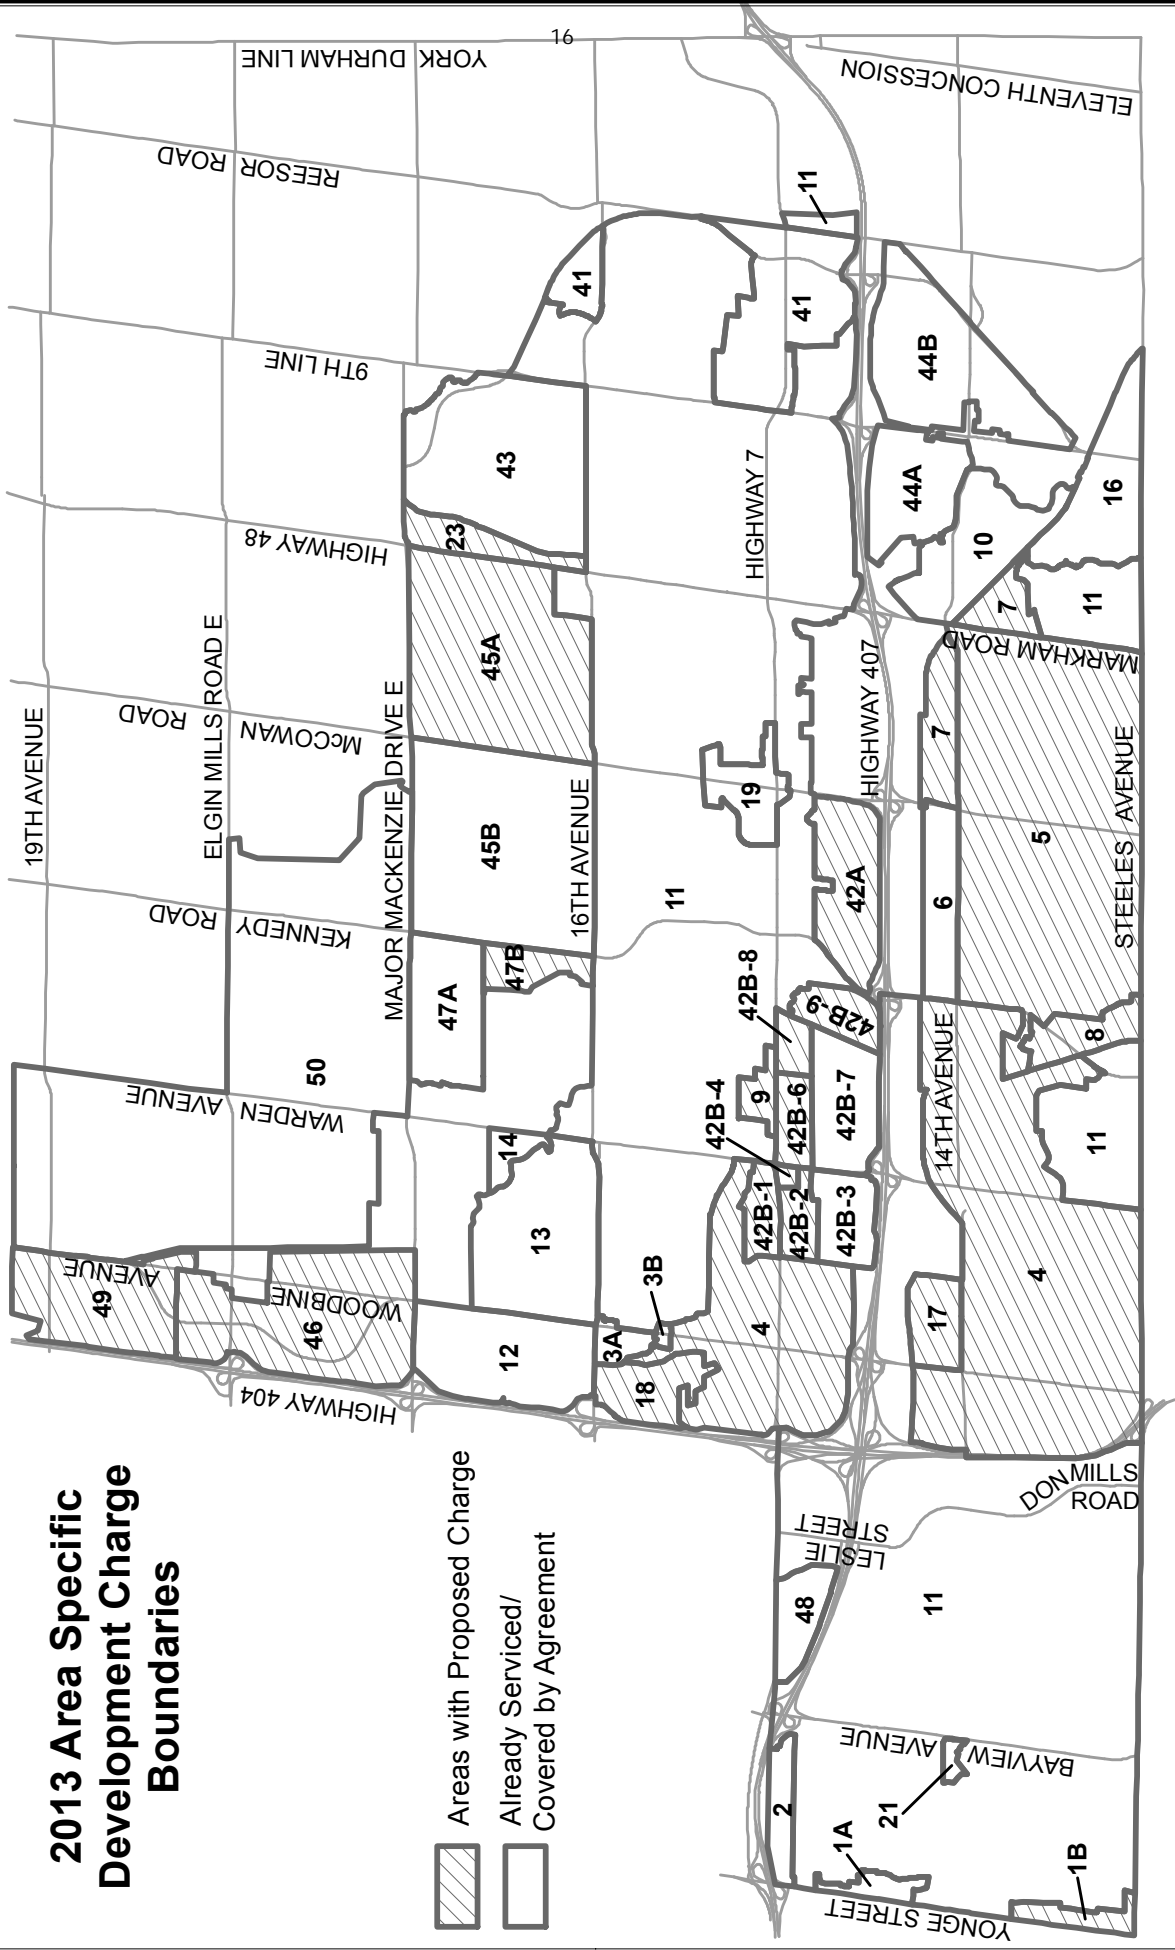 2013 Area Specific
Development Charge
Boundaries
Areas with Proposed Charge
Already Serviced/
Covered by Agreement
16
19TH AVENUE
ELGIN MILLS ROAD E
MAJOR MACKENZIE DRIVE E
16TH AVENUE
HIGHWAY 7
HIGHWAY 407
14TH AVENUE
STEELES AVENUE
YONGE STREET
BAYVIEW AVENUE
LESLIE
STREET
DON MILLS
ROAD
HIGHWAY 404
WOODBINE AVENUE
WARDEN AVENUE
KENNEDY ROAD
McCOWAN ROAD
HIGHWAY 48
MARKHAM ROAD
9TH LINE
REESOR ROAD
YORK DURHAM LINE
ELEVENTH CONCESSION
49
46
50
12
13
14
47A
47B
45B
45A
23
43
41
41
11
3A
3B
18
4
42B-1
42B-2
42B-3
42B-4
42B-6
42B-7
42B-8
42B-9
9
42A
19
11
44A
44B
10
16
11
7
7
6
5
8
11
4
17
48
11
2
1A
21
1B